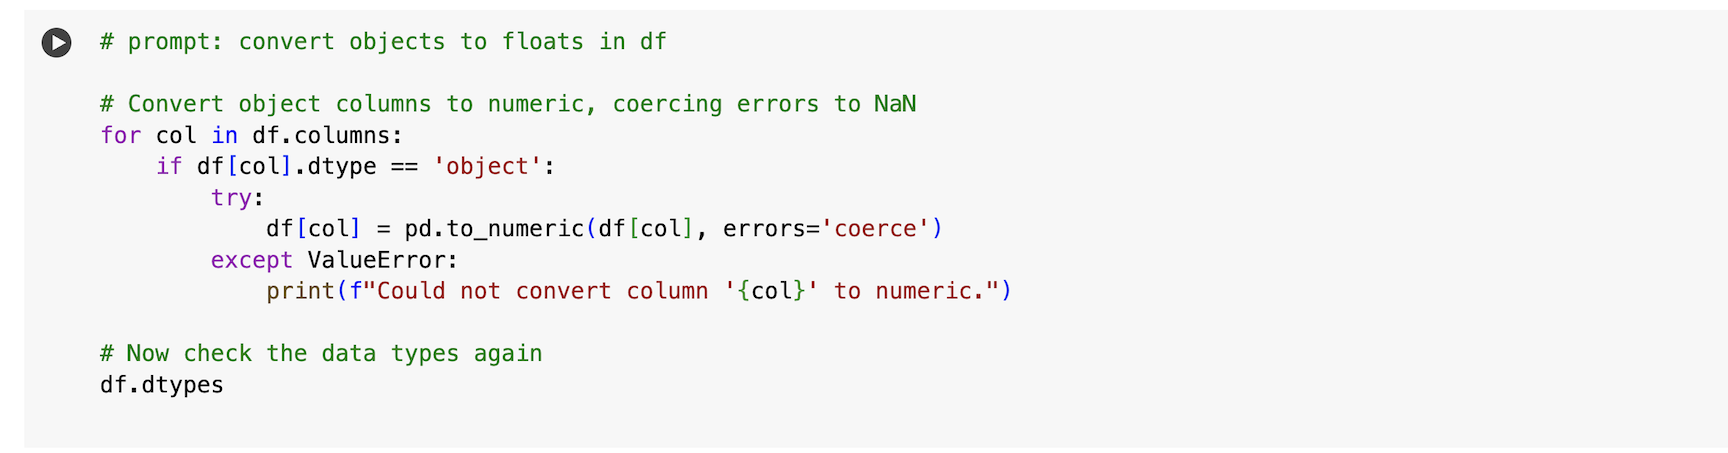 # prompt: convert objects to floats in df
# Convert object columns to numeric, coercing errors to NaN
for col in df.columns:
    if df[col].dtype == 'object':
        try:
            df[col] = pd.to_numeric(df[col], errors='coerce')
        except ValueError:
            print(f"Could not convert column '{col}' to numeric.")
# Now check the data types again
df.dtypes